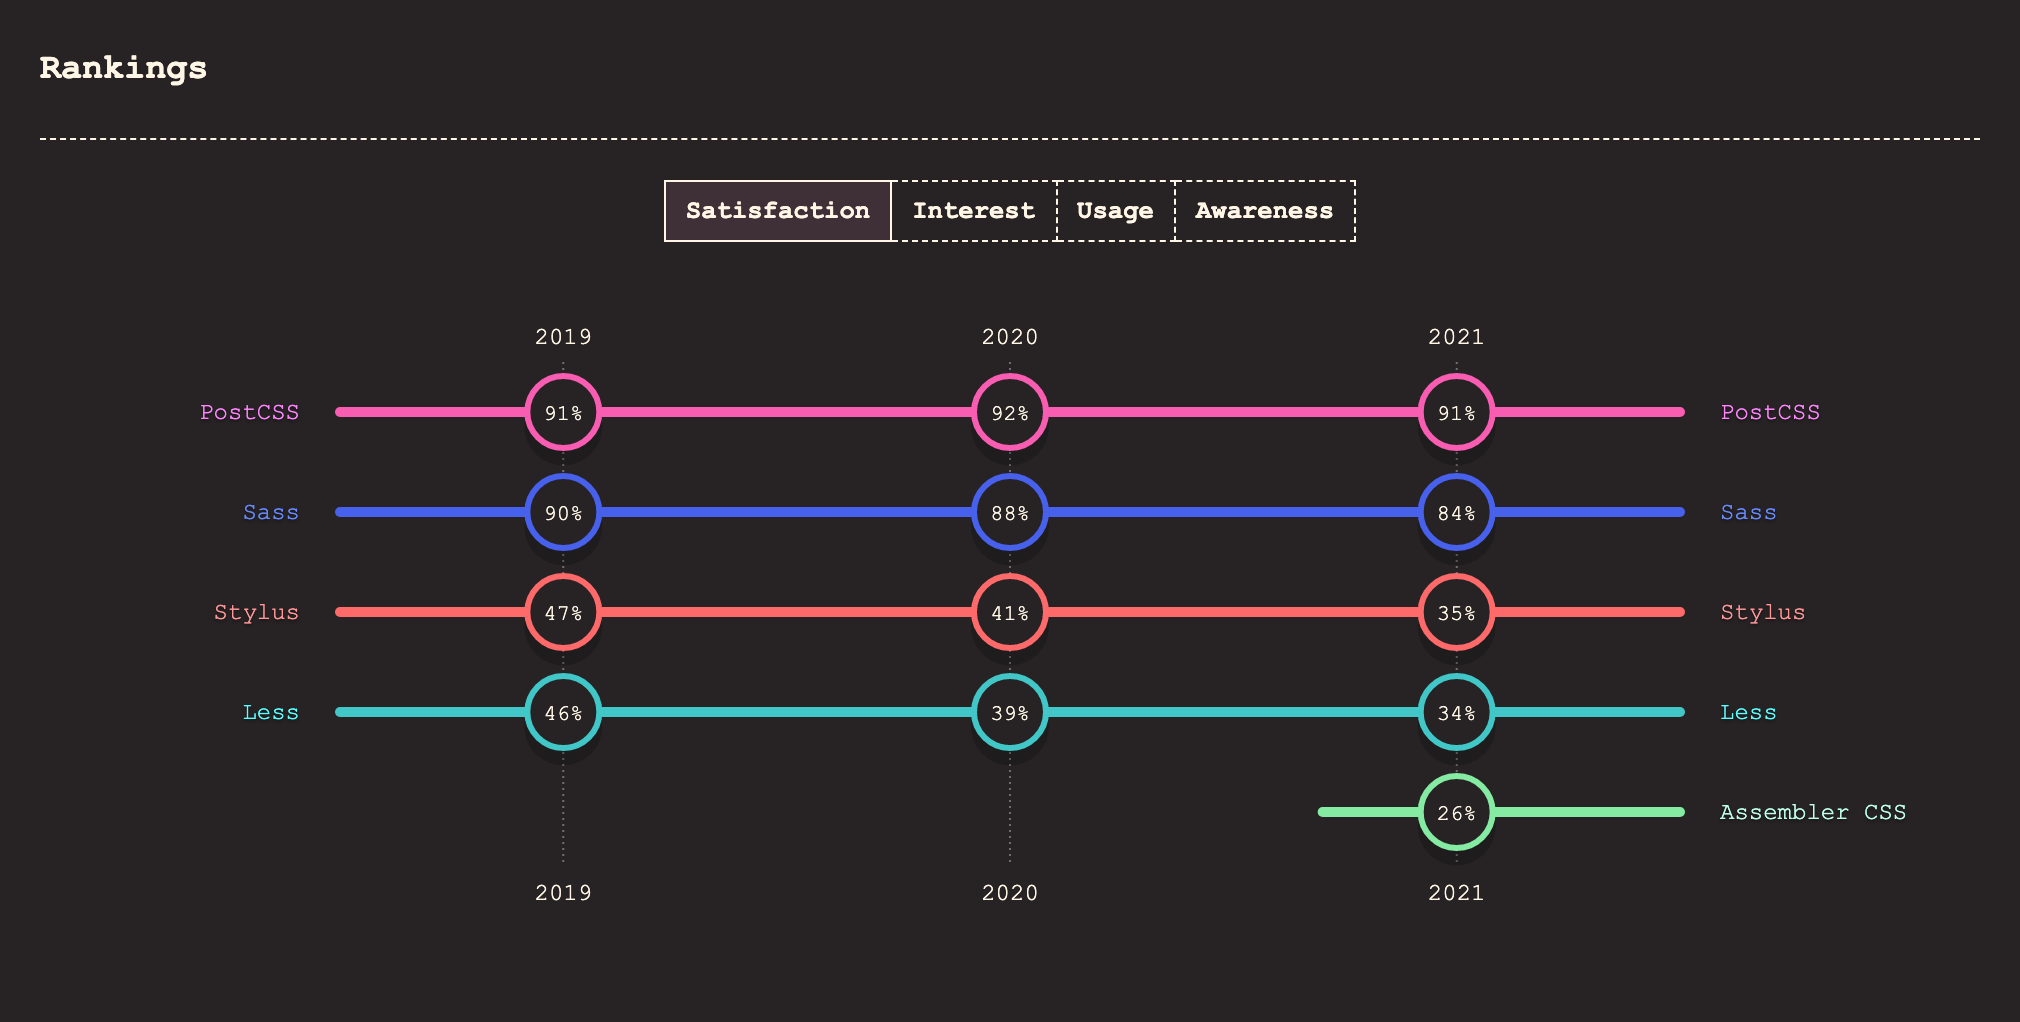 Rankings
Satisfaction Interest Usage Awareness
2019 2020 2021
PostCSS 91% 92% 91% PostCSS
Sass 90% 88% 84% Sass
Stylus 47% 41% 35% Stylus
Less 46% 39% 34% Less
26% Assembler CSS
2019 2020 2021